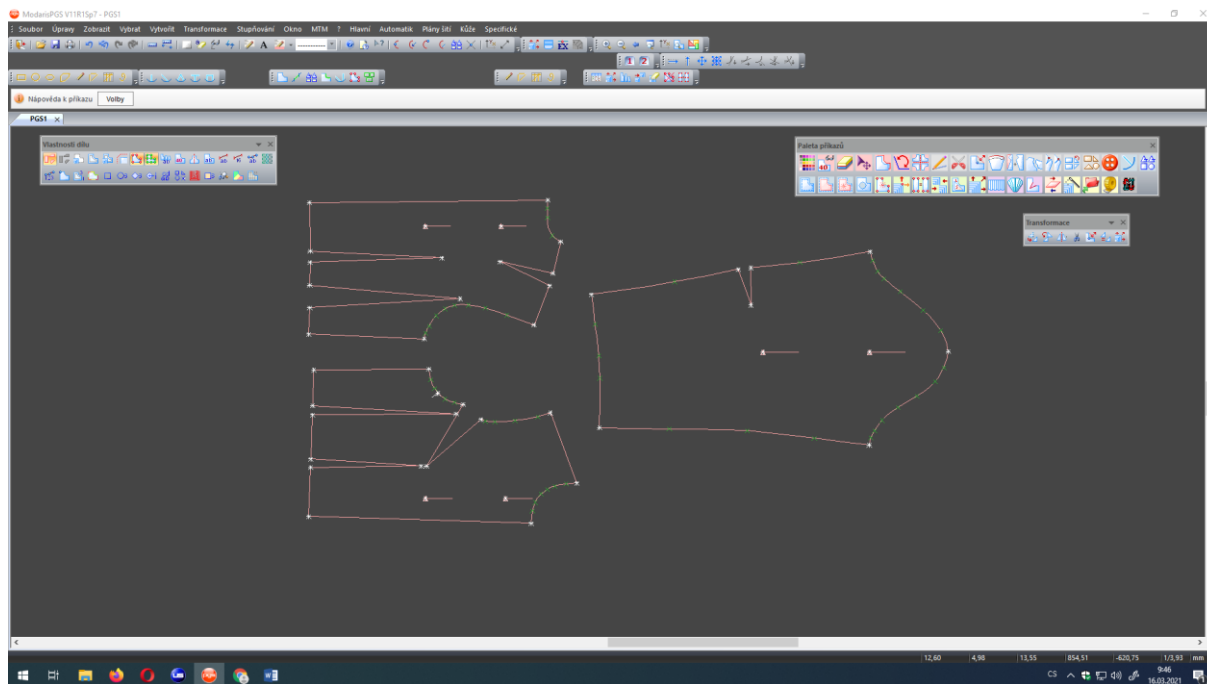 ModarisPGS V11R1Sp7 - PGS1
Soubor Úpravy Zobrazit Vybrat Vytvořit Transformace Stupňování Okno MTM ? Hlavní Automatik Plány šití Kůže Specifické
Nápověda k příkazu Volby
PGS1
Vlastnosti dílu
Paleta příkazů
Transformace
12,60 4,98 13,55 854,51 -620,75 1/3,93 mm
CS 9:46
16.03.2021